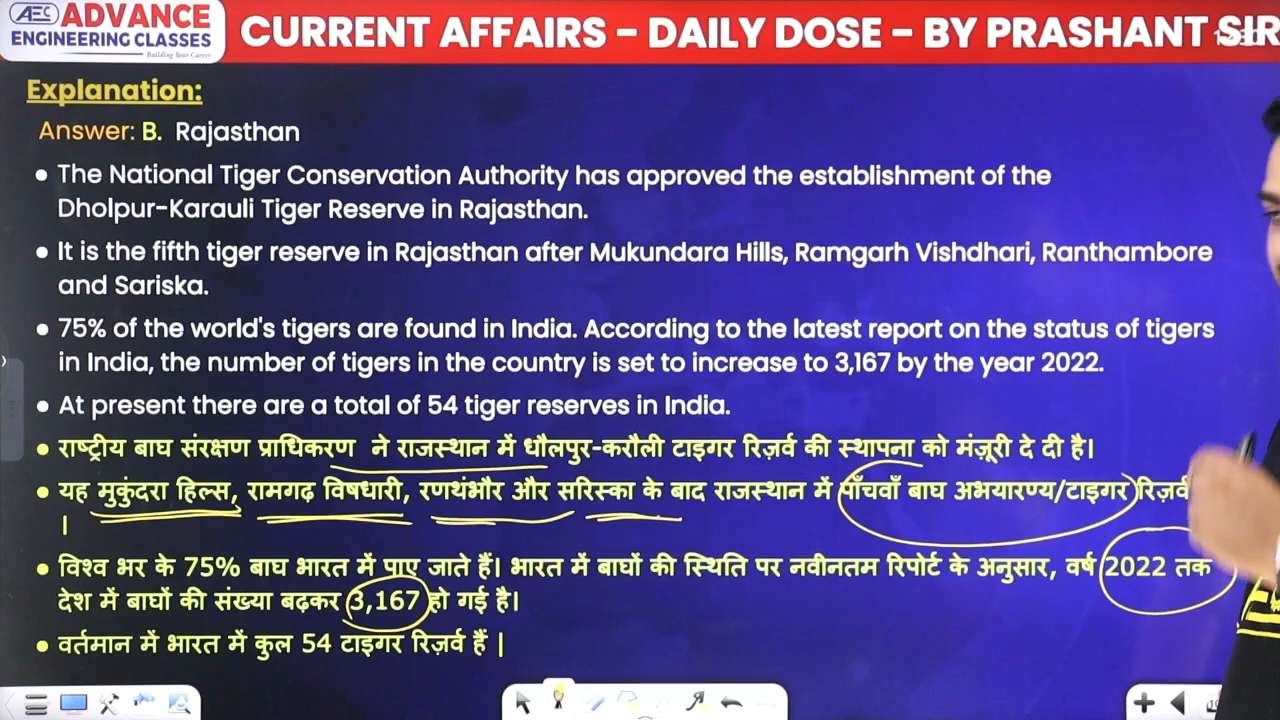 AEC ADVANCE
ENGINEERING CLASSES
Building Your Career
CURRENT AFFAIRS - DAILY DOSE - BY PRASHANT SIR
Explanation:
Answer: B. Rajasthan
• The National Tiger Conservation Authority has approved the establishment of the
Dholpur-Karauli Tiger Reserve in Rajasthan.
• It is the fifth tiger reserve in Rajasthan after Mukundara Hills, Ramgarh Vishdhari, Ranthambore
and Sariska.
• 75% of the world's tigers are found in India. According to the latest report on the status of tigers
in India, the number of tigers in the country is set to increase to 3,167 by the year 2022.
• At present there are a total of 54 tiger reserves in India.
• राष्ट्रीय बाघ संरक्षण प्राधिकरण ने राजस्थान में धौलपुर-करौली टाइगर रिज़र्व की स्थापना को मंज़ूरी दे दी है।
• यह मुकुंदरा हिल्स, रामगढ़ विषधारी, रणथंभौर और सरिस्का के बाद राजस्थान में पाँचवाँ बाघ अभयारण्य/टाइगर रिज़र्व
|
• विश्व भर के 75% बाघ भारत में पाए जाते हैं। भारत में बाघों की स्थिति पर नवीनतम रिपोर्ट के अनुसार, वर्ष 2022 तक
देश में बाघों की संख्या बढ़कर 3,167 हो गई है।
• वर्तमान में भारत में कुल 54 टाइगर रिज़र्व हैं |